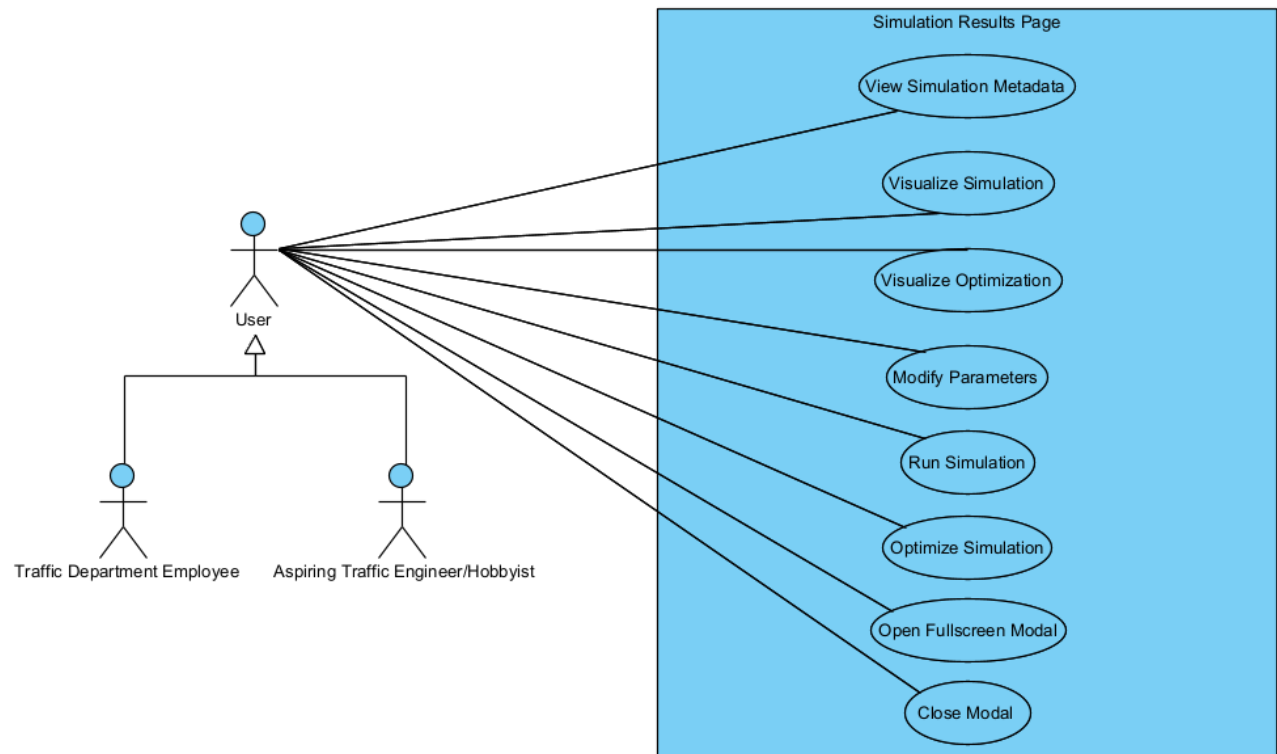 Simulation Results Page
View Simulation Metadada
Visualize Simulation
Visualize Optimization
User
Modify Parameters
Run Simulation
Optimize Simulation
Traffic Department Employee
Aspiring Traffic Engineer/Hobbyist
Open Fullscreen Modal
Close Modal